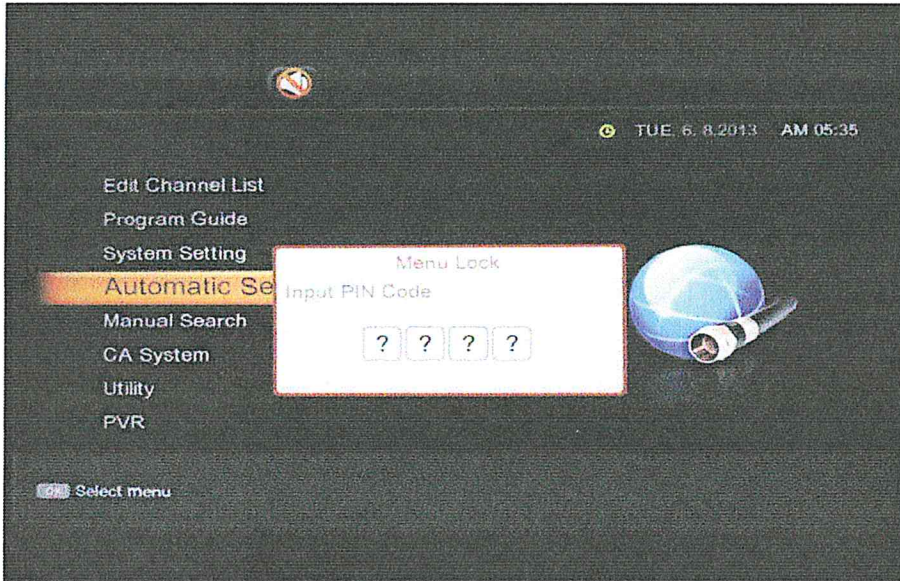 TUE. 6. 8.2013 AM 05:35
Edit Channel List
Program Guide
System Setting
Automatic Se
Manual Search
CA System
Utility
PVR
Menu Lock
Input PIN Code
? ? ? ?
OK Select menu